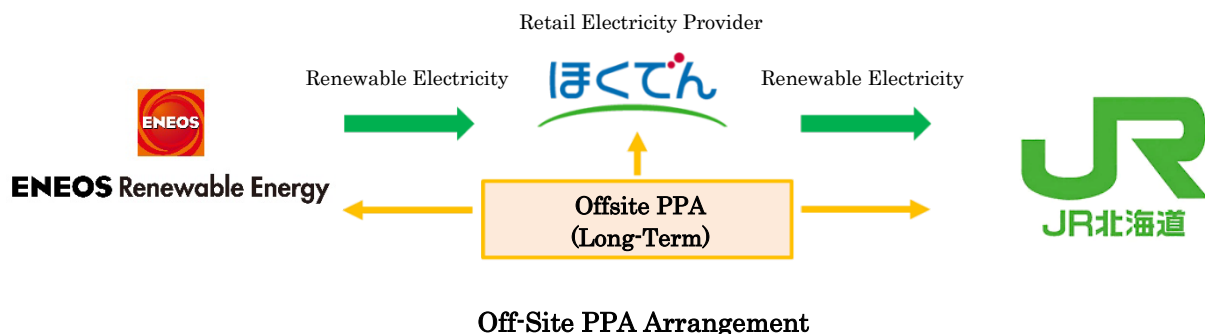 Retail Electricity Provider
Renewable Electricity
ほくでん
Renewable Electricity
ENEOS
ENEOS Renewable Energy
Offsite PPA
(Long-Term)
JR
JR北海道
Off-Site PPA Arrangement